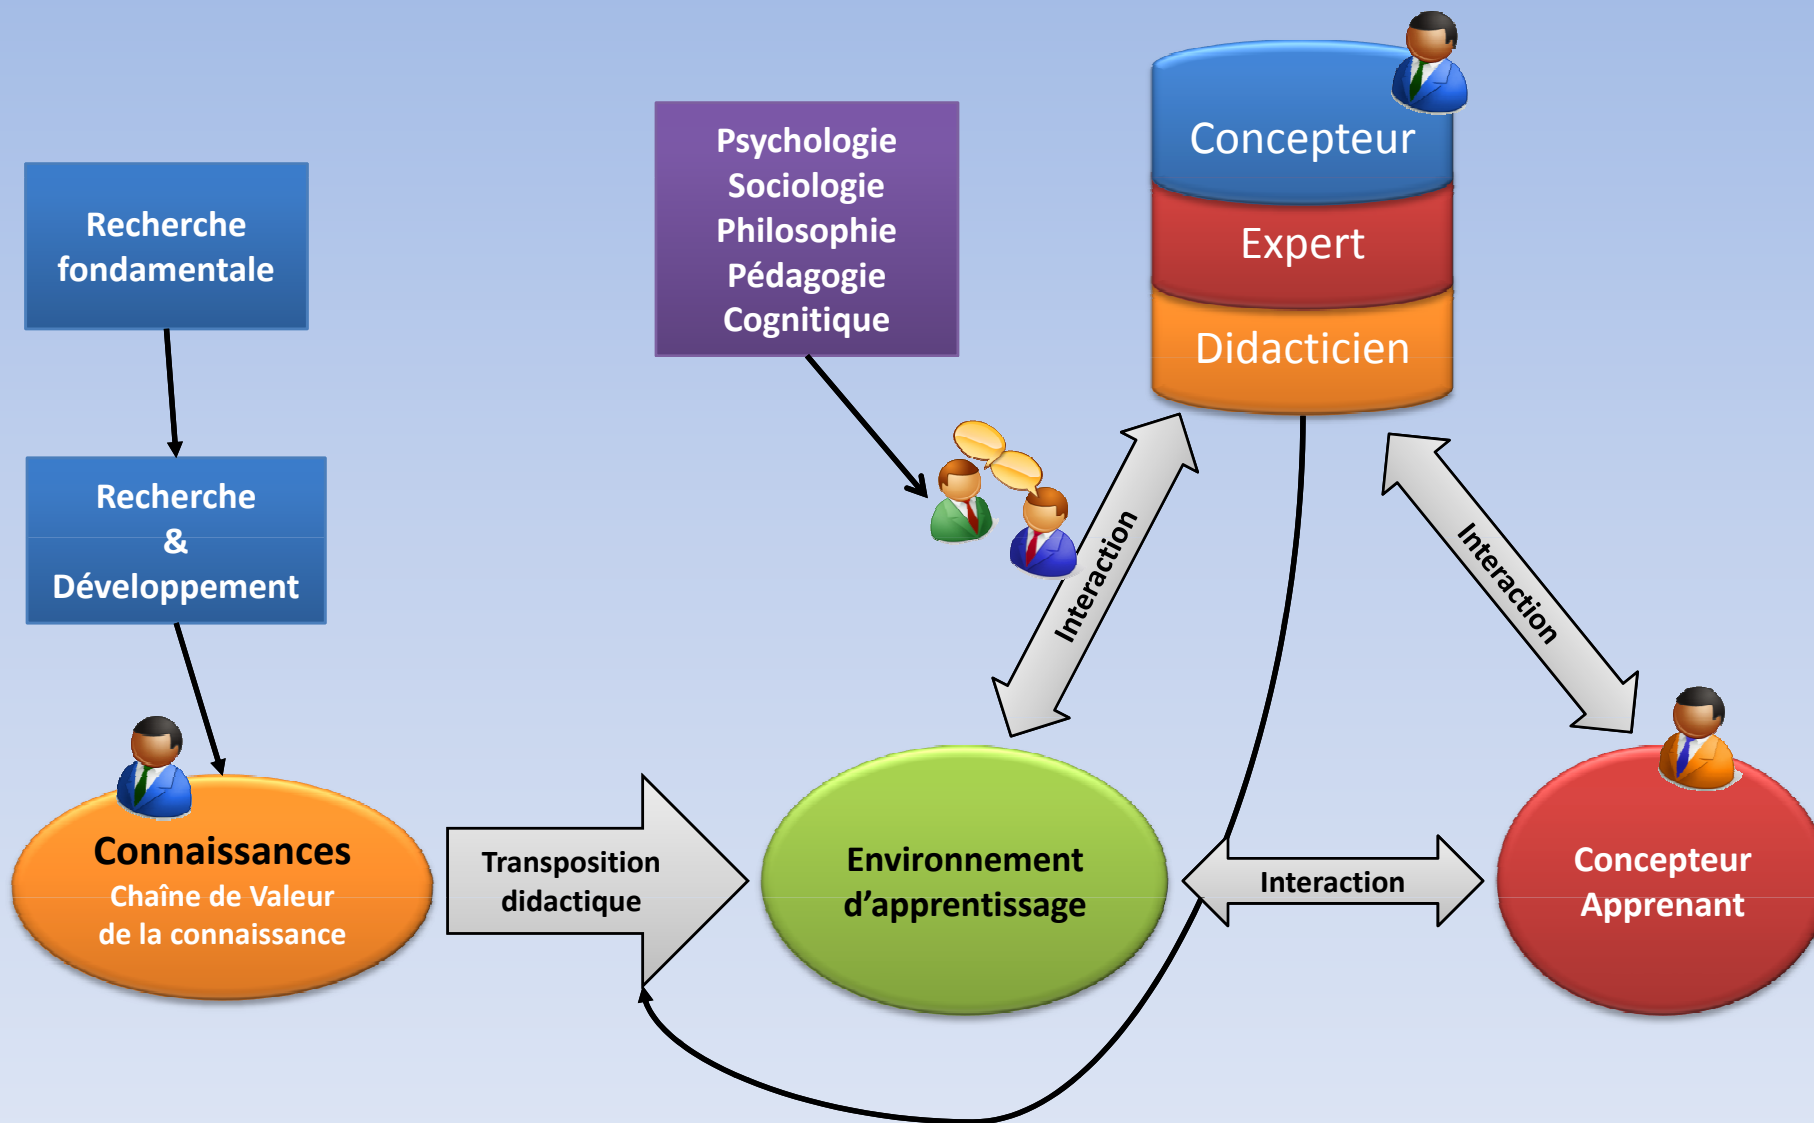 Recherche
fondamentale
Recherche
&
Développement
Connaissances
Chaîne de Valeur
de la connaissance
Transposition
didactique
Psychologie
Sociologie
Philosophie
Pédagogie
Cognitique
Concepteur
Expert
Didacticien
Interaction
Interaction
Environnement
d’apprentissage
Interaction
Concepteur
Apprenant